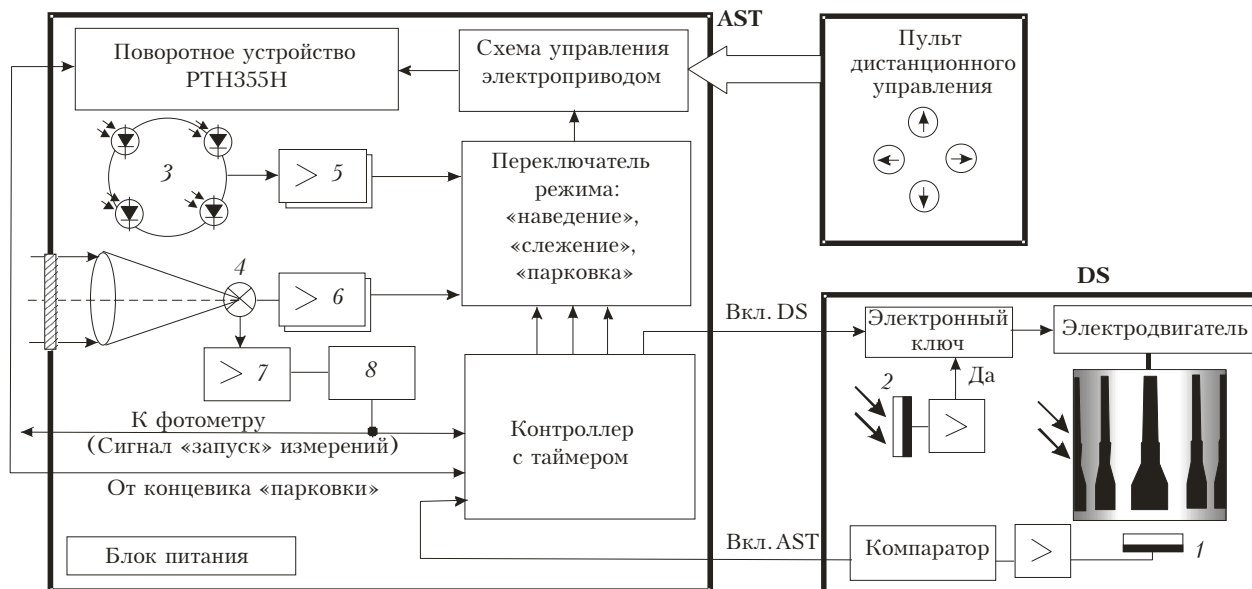 AST
Поворотное устройство
PTH355H
Схема управления
электроприводом
Пульт
дистанционного
управления
3
> 5
Переключатель
режима:
«наведение»,
«слежение»,
«парковка»
4
> 6
> 7
8
DS
Вкл. DS
Электронный
ключ
Электродвигатель
2
Да
>
К фотометру
(Сигнал «запуск» измерений)
Контроллер
с таймером
От концевика «парковки»
Вкл. AST
Компаратор
>
1
Блок питания